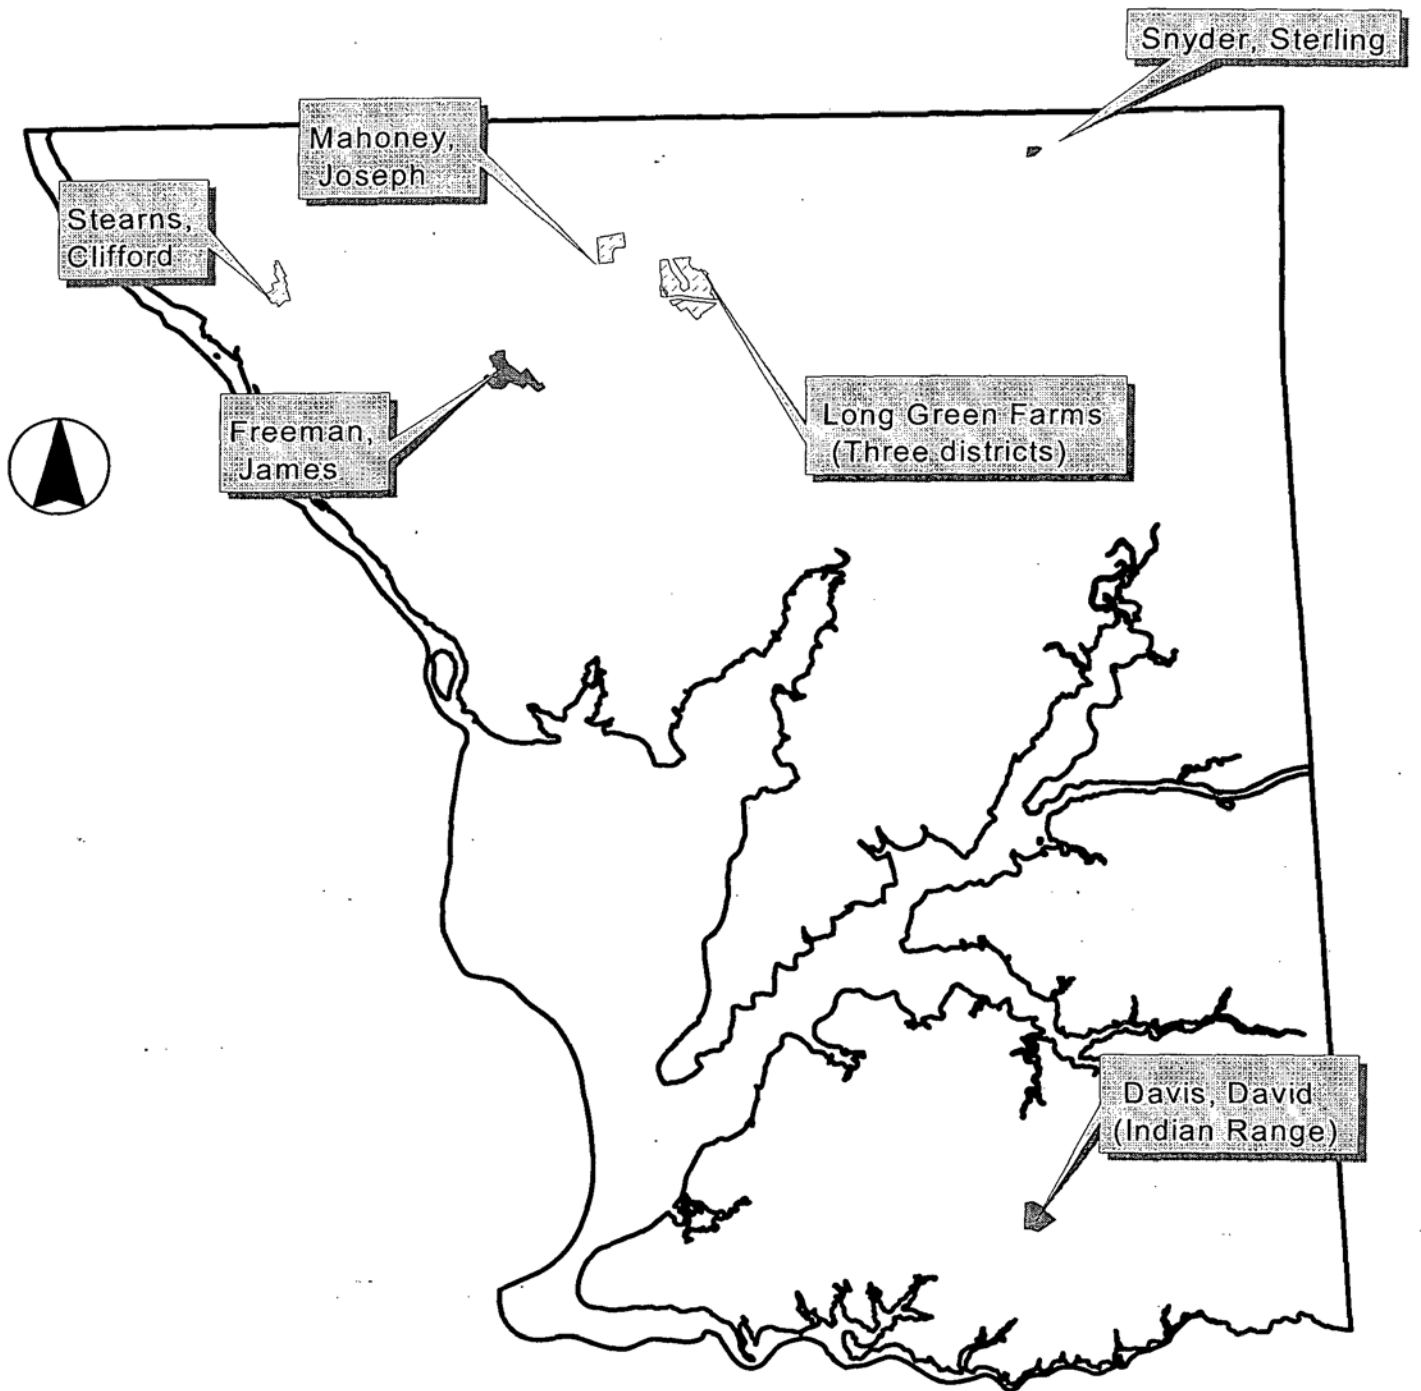 Snyder, Sterling
Mahoney,
Joseph
Stearns,
Clifford
Freeman,
James
Long Green Farms
(Three districts)
Davis, David
(Indian Range)